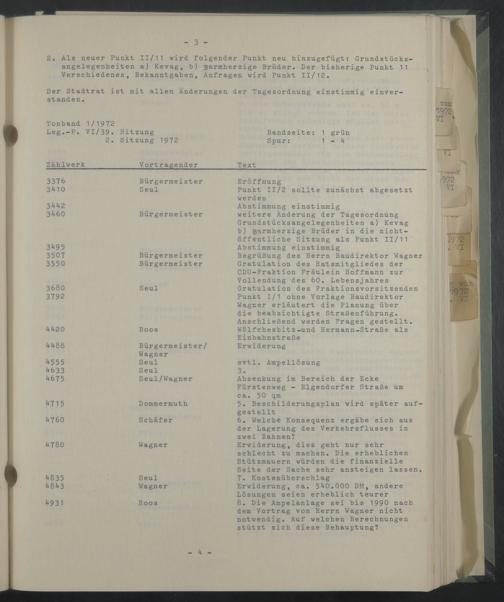 - 3 -
2. Als neuer Punkt II/11 wird folgender Punkt neu hinzugefügt: Grundstücks-
angelegenheiten a) Kevag, b) Barmherzige Brüder. Der bisherige Punkt 11
Verschiedenes, Bekanntgaben, Anfragen wird Punkt II/12.
Der Stadtrat ist mit allen Änderungen der Tagesordnung einstimmig einver-
standen.
Tonband 1/1972
Leg.-P. VI/39. Sitzung Bandseite: 1 grün
2. Sitzung 1972 Spur: 1 - 4
Zählwerk Vortragender Text
3376 Bürgermeister Eröffnung
3410 Seul Punkt II/2 sollte zunächst abgesetzt
werden
3442 Abstimmung einstimmig
3460 Bürgermeister weitere Änderung der Tagesordnung
Grundstücksangelegenheiten a) Kevag
b) Barmherzige Brüder in die nicht-
öffentliche Sitzung als Punkt II/11
3495 Abstimmung einstimmig
3507 Bürgermeister Begrüßung des Herrn Baudirektor Wagner
3550 Bürgermeister Gratulation des Ratsmitgliedes der
CDU-Fraktion Fräulein Hoffmann zur
Vollendung des 60. Lebensjahres
3680 Seul Gratulation des Fraktionsvorsitzenden
3792 Punkt I/1 ohne Vorlage Baudirektor
Wagner erläutert die Planung über
die beabsichtigte Straßenführung.
Anschließend werden Fragen gestellt.
4420 Roos Wölfchesbitz-und Hermann-Straße als
Einbahnstraße
4488 Bürgermeister/ Erwiderung
Wagner
4555 Seul evtl. Ampellösung
4633 Seul 3.
4675 Seul/Wagner Absenkung im Bereich der Ecke
Fürstenweg - Elgendorfer Straße um
ca. 50 qm
4715 Dommermuth 5. Beschilderungsplan wird später auf-
gestellt
4760 Schäfer 6. Welche Konsequenz ergäbe sich aus
der Lagerung des Verkehrsflusses in
zwei Bahnen?
4780 Wagner Erwiderung, dies geht nur sehr
schlecht zu machen. Die erheblichen
Stützmauern würden die finanzielle
Seite der Sache sehr ansteigen lassen.
4835 Seul 7. Kostenüberschlag
4843 Wagner Erwiderung, ca. 540.000 DM, andere
Lösungen seien erheblich teurer
4931 Roos 8. Die Ampelanlage sei bis 1990 nach
dem Vortrag von Herrn Wagner nicht
notwendig. Auf welchen Berechnungen
stützt sich diese Behauptung?
- 4 -